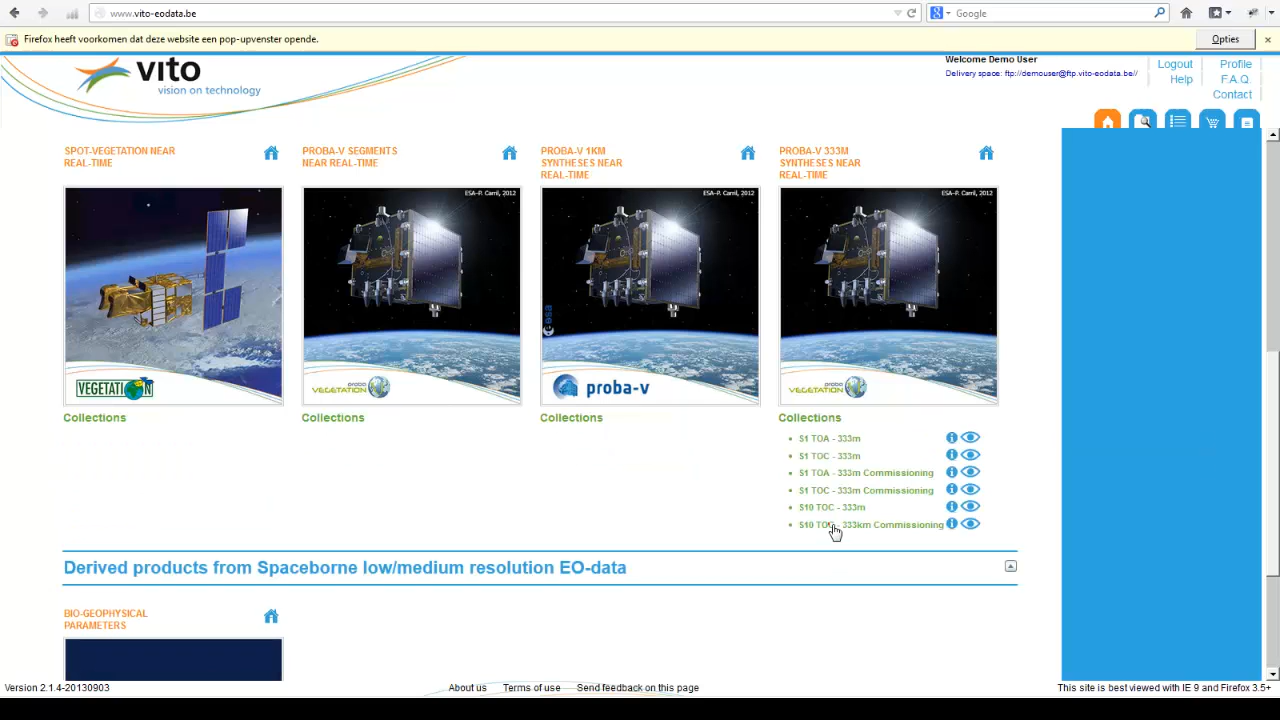 www.vito-eodata.be
Google
Firefox heeft voorkomen dat deze website een pop-upvenster opende.
Opties
vito
vision on technology
Welcome Demo User
Delivery space: ftp://demouser@ftp.vito-eodata.be//
Logout
Profile
Help
F.A.Q.
Contact
SPOT-VEGETATION NEAR
REAL-TIME
PROBA-V SEGMENTS
NEAR REAL-TIME
PROBA-V 1KM
SYNTHESES NEAR
REAL-TIME
PROBA-V 333M
SYNTHESES NEAR
REAL-TIME
ESA-P. Carril, 2012
ESA-P. Carril, 2012
ESA-P. Carril, 2012
esa
VEGETATION
proba
VEGETATION
proba-v
proba
VEGETATION
Collections
Collections
Collections
Collections
S1 TOA - 333m
S1 TOC - 333m
S1 TOA - 333m Commissioning
S1 TOC - 333m Commissioning
S10 TOC - 333m
S10 TOC - 333km Commissioning
Derived products from Spaceborne low/medium resolution EO-data
BIO-GEOPHYSICAL
PARAMETERS
Version 2.1.4-20130903
About us
Terms of use
Send feedback on this page
This site is best viewed with IE 9 and Firefox 3.5+